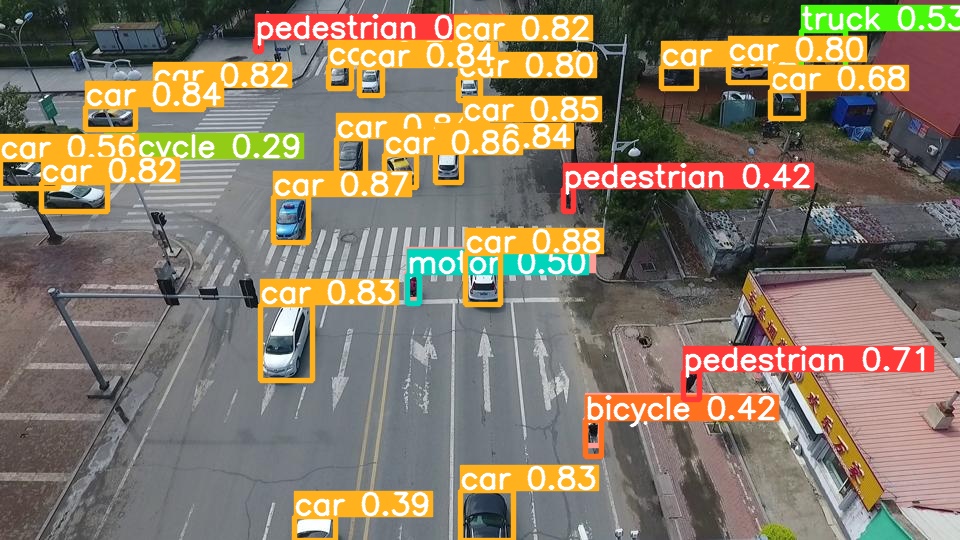 truck 0.53
pedestrian 0
car 0.82
car 0.84
car 0.80
car
car 0.80
car 0.68
car 0.82
car 0.84
car 0.85
car 0.86
.84
car 0.56
cycle 0.29
car 0.82
car 0.87
pedestrian 0.42
car 0.88
motor 0.50
car 0.83
pedestrian 0.71
bicycle 0.42
car 0.39
car 0.83